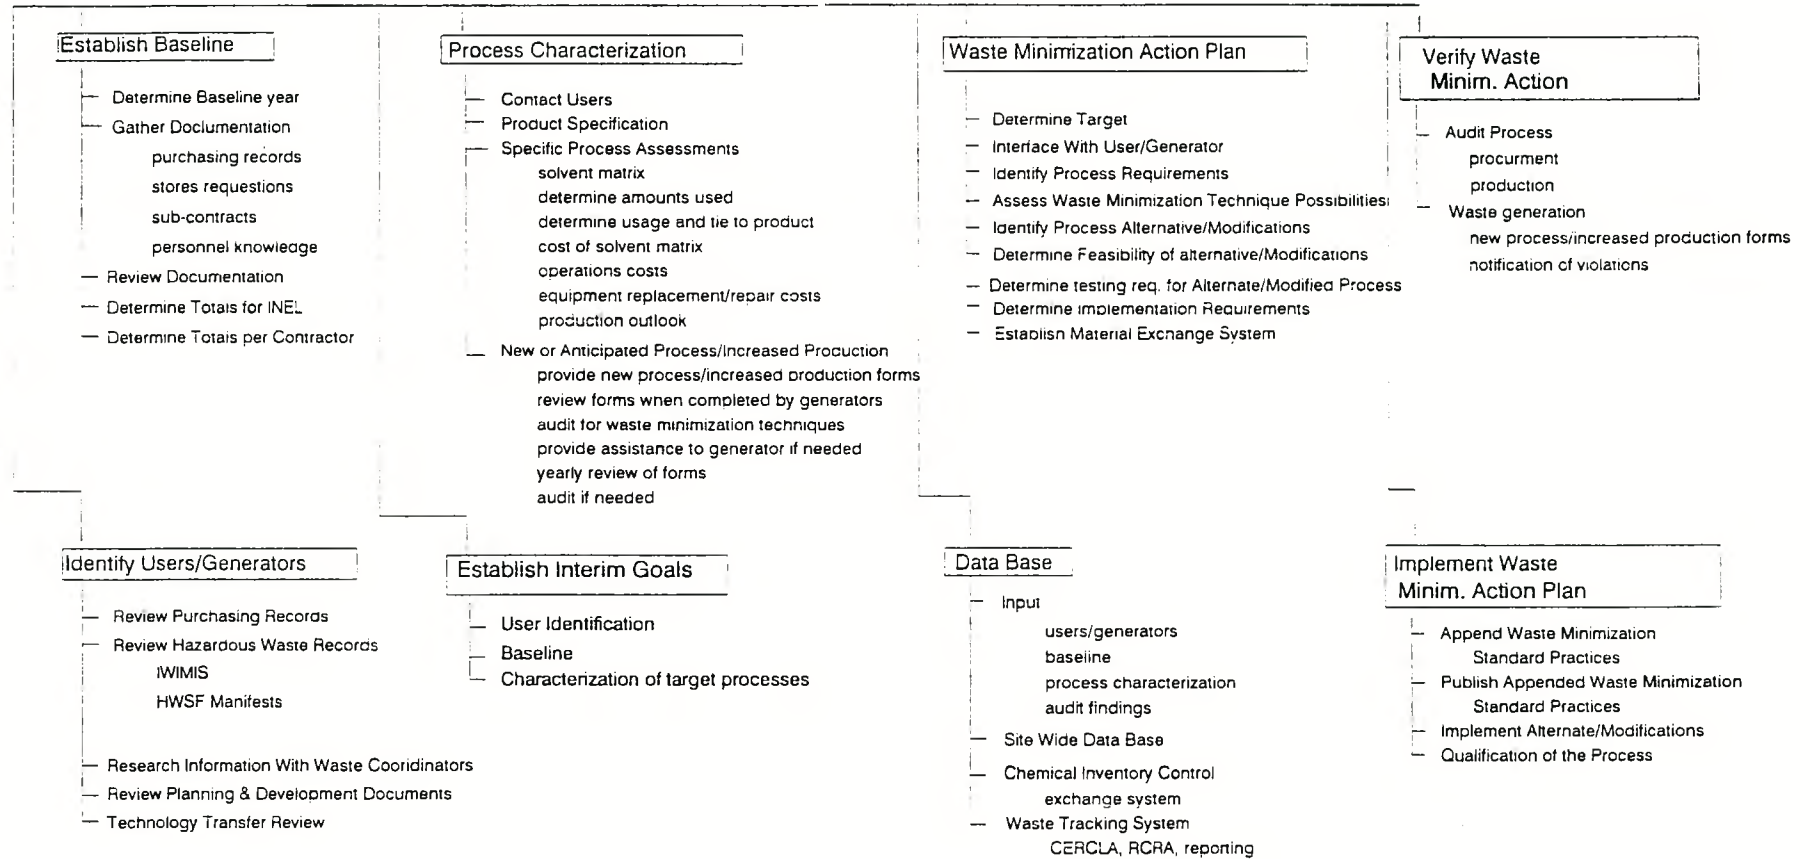 Establish Baseline
Determine Baseline year
Gather Doclumentation
purchasing records
stores requestions
sub-contracts
personnel knowledge
Review Documentation
Determine Totals for INEL
Determine Totals per Contractor
Process Characterization
Contact Users
Product Specification
Specific Process Assessments
solvent matrix
determine amounts used
determine usage and tie to product
cost of solvent matrix
operations costs
equipment replacement/repair costs
production outlook
New or Anticipated Process/Increased Production
provide new process/increased production forms
review forms when completed by generators
audit for waste minimization techniques
provide assistance to generator if needed
yearly review of forms
audit if needed
Waste Minimization Action Plan
Determine Target
Interface With User/Generator
Identify Process Requirements
Assess Waste Minimization Technique Possibilities
Identify Process Alternative/Modifications
Determine Feasibility of alternative/Modifications
Determine testing req. for Alternate/Modified Process
Determine Implementation Requirements
Establish Material Exchange System
Verify Waste
Minim. Action
Audit Process
procurment
production
Waste generation
new process/increased production forms
notification of violations
Identify Users/Generators
Review Purchasing Records
Review Hazardous Waste Records
IWIMIS
HWSF Manifests
Research Information With Waste Cooridinators
Review Planning & Development Documents
Technology Transfer Review
Establish Interim Goals
User Identification
Baseline
Characterization of target processes
Data Base
Input
users/generators
baseline
process characterization
audit findings
Site Wide Data Base
Chemical Inventory Control
exchange system
Waste Tracking System
CERCLA, RCRA, reporting
Implement Waste
Minim. Action Plan
Append Waste Minimization
Standard Practices
Publish Appended Waste Minimization
Standard Practices
Implement Alternate/Modifications
Qualification of the Process